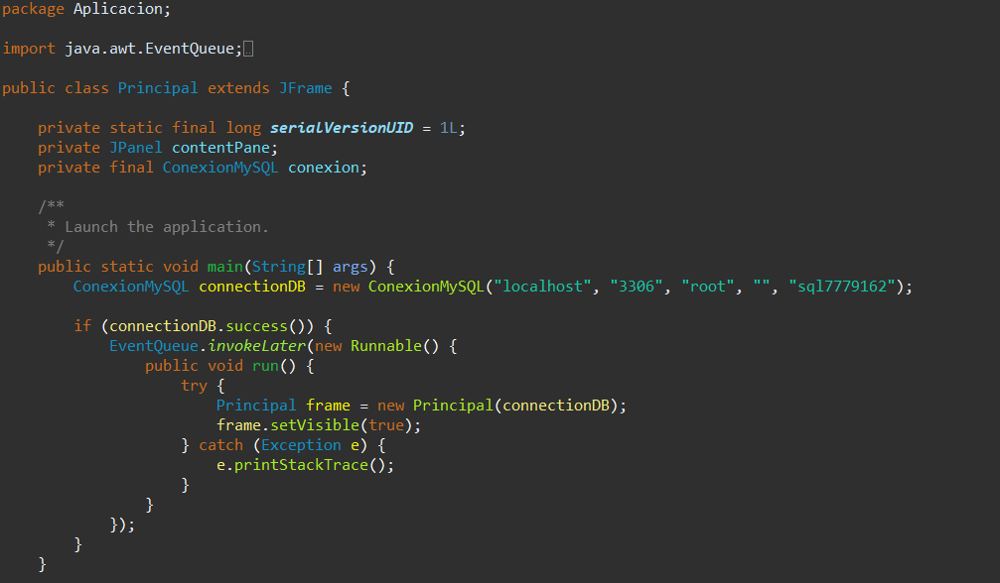 package Aplicacion;
import java.awt.EventQueue;
public class Principal extends JFrame {
private static final long serialVersionUID = 1L;
private JPanel contentPane;
private final ConexionMySQL conexion;
/**
* Launch the application.
*/
public static void main(String[] args) {
ConexionMySQL connectionDB = new ConexionMySQL("localhost", "3306", "root", "", "sql7779162");
if (connectionDB.success()) {
EventQueue.invokeLater(new Runnable() {
public void run() {
try {
Principal frame = new Principal(connectionDB);
frame.setVisible(true);
} catch (Exception e) {
e.printStackTrace();
}
}
});
}
}